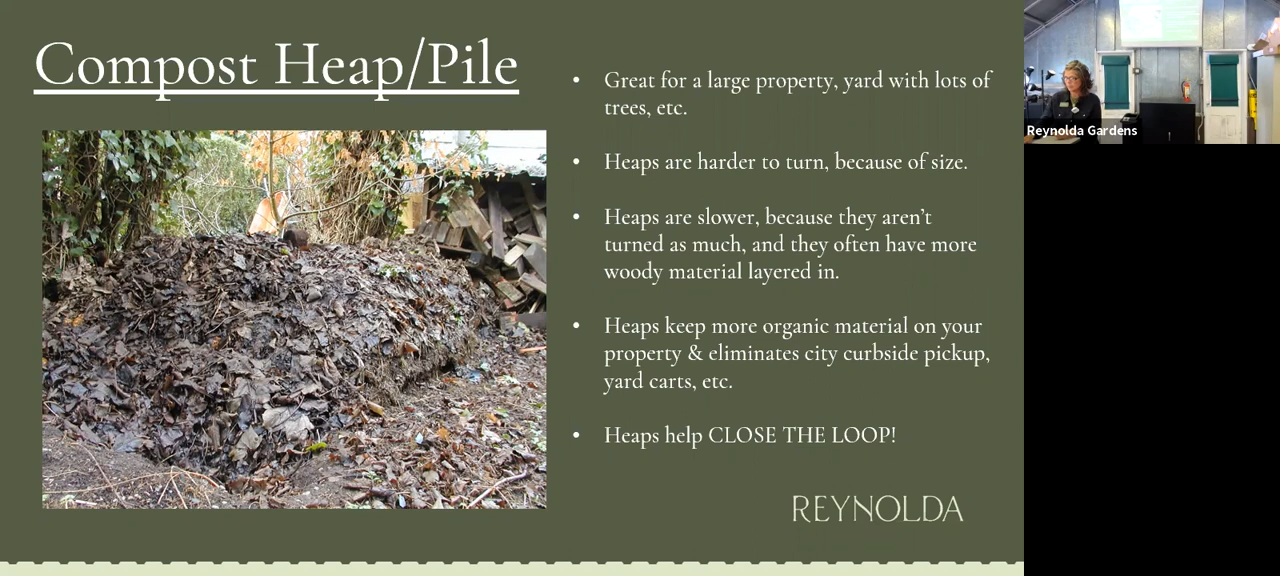 Compost Heap/Pile
• Great for a large property, yard with lots of
trees, etc.
• Heaps are harder to turn, because of size.
• Heaps are slower, because they aren’t
turned as much, and they often have more
woody material layered in.
• Heaps keep more organic material on your
property & eliminates city curbside pickup,
yard carts, etc.
• Heaps help CLOSE THE LOOP!
REYNOLDA
Reynolda Gardens